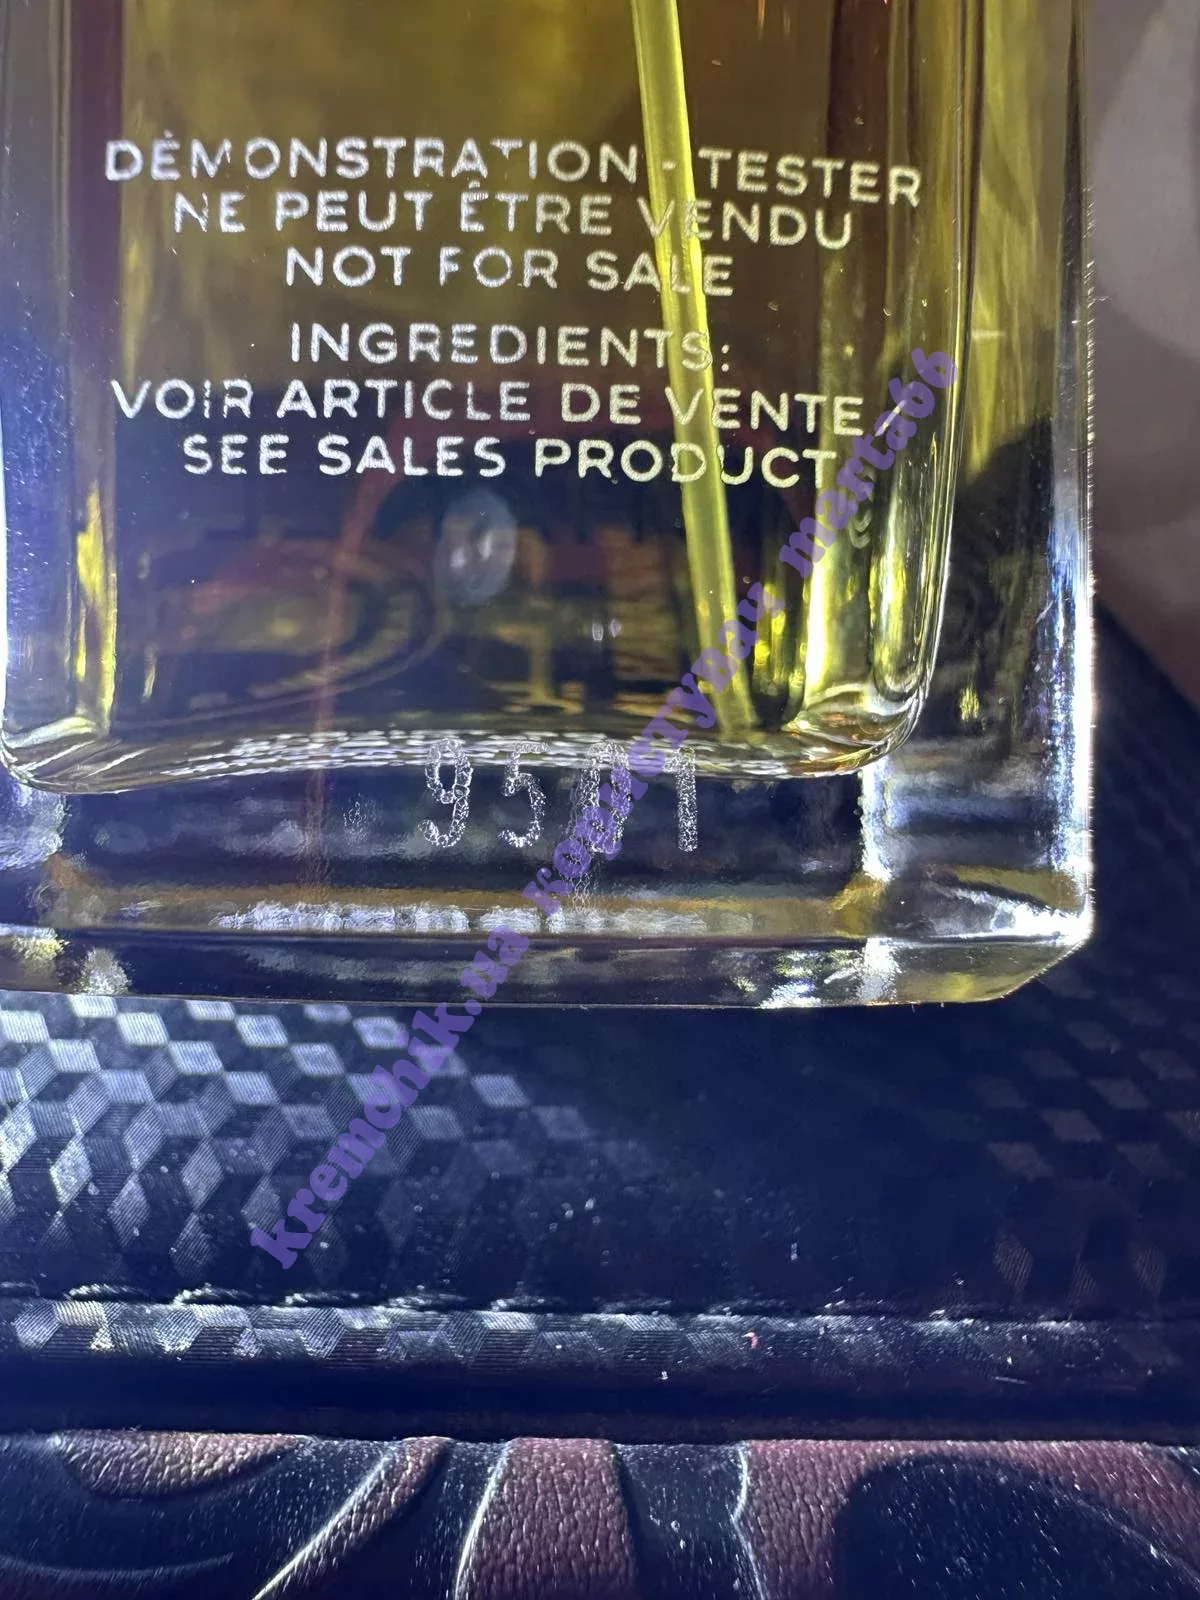 DÉMONSTRATION - TESTER
NE PEUT ÊTRE VENDU
NOT FOR SALE
INGREDIENTS:
VOIR ARTICLE DE VENTE -
SEE SALES PRODUCT
9501
kremchik.ua користувач marta66